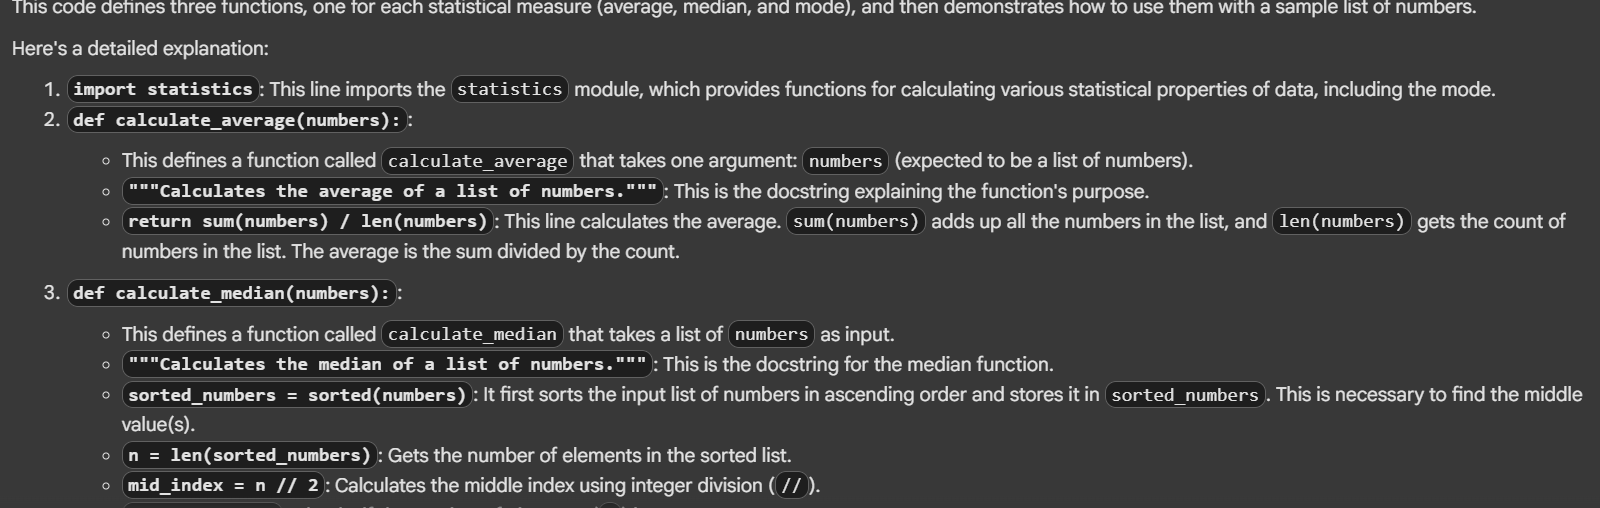 This code defines three functions, one for each statistical measure (average, median, and mode), and then demonstrates how to use them with a sample list of numbers.
Here's a detailed explanation:
1. import statistics: This line imports the statistics module, which provides functions for calculating various statistical properties of data, including the mode.
2. def calculate_average(numbers)::
◦ This defines a function called calculate_average that takes one argument: numbers (expected to be a list of numbers).
◦ """Calculates the average of a list of numbers.""": This is the docstring explaining the function's purpose.
◦ return sum(numbers) / len(numbers): This line calculates the average. sum(numbers) adds up all the numbers in the list, and len(numbers) gets the count of
numbers in the list. The average is the sum divided by the count.
3. def calculate_median(numbers)::
◦ This defines a function called calculate_median that takes a list of numbers as input.
◦ """Calculates the median of a list of numbers.""": This is the docstring for the median function.
◦ sorted_numbers = sorted(numbers): It first sorts the input list of numbers in ascending order and stores it in sorted_numbers. This is necessary to find the middle
value(s).
◦ n = len(sorted_numbers): Gets the number of elements in the sorted list.
◦ mid_index = n // 2: Calculates the middle index using integer division (//).